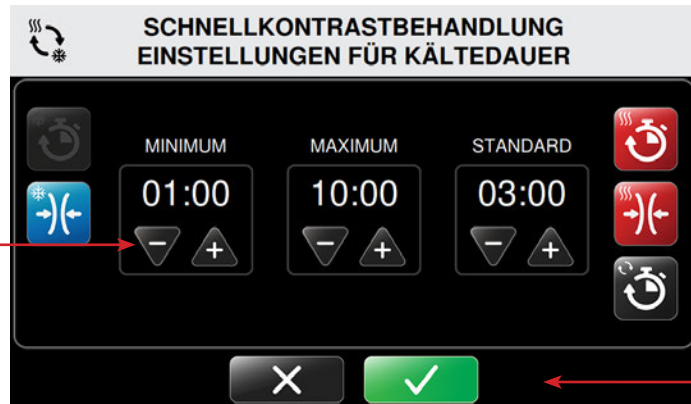 SCHNELLKONTRASTBEHANDLUNG
EINSTELLUNGEN FÜR KÄLTEDAUER
MINIMUM MAXIMUM STANDARD
01:00 10:00 03:00